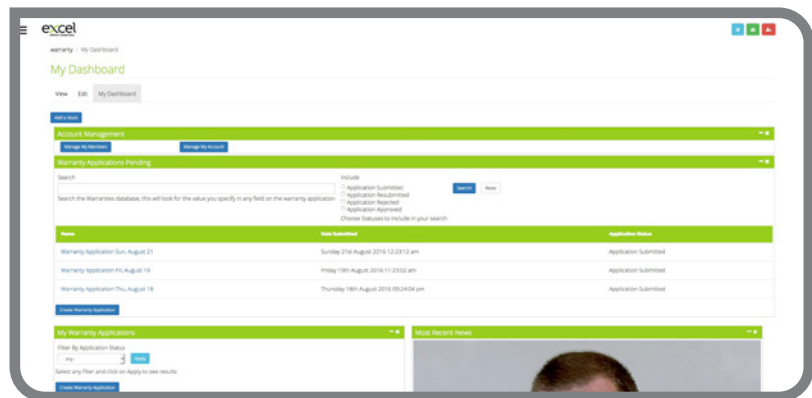 excel
warranty / My Dashboard
My Dashboard
View Edit My Dashboard
Add a block
Account Management
Manage My Members Manage My Account
Warranty Applications Pending
Search Include
Application Submitted
Search Reset
Application Resubmitted
Search the Warranties database, this will look for the value you specify in any field on the warranty application
Application Rejected
Application Approved
Choose Statuses to include in your search
Name Date Submitted Application Status
Warranty Application Sun, August 21 Sunday 21st August 2016 12:23:12 am Application Submitted
Warranty Application Fri, August 19 Friday 19th August 2016 11:23:02 am Application Submitted
Warranty Application Thu, August 18 Thursday 18th August 2016 09:24:04 pm Application Submitted
Create Warranty Application
My Warranty Applications Most Recent News
Filter By Application Status
- Any - Apply
Select any filter and click on Apply to see results
Create Warranty Application